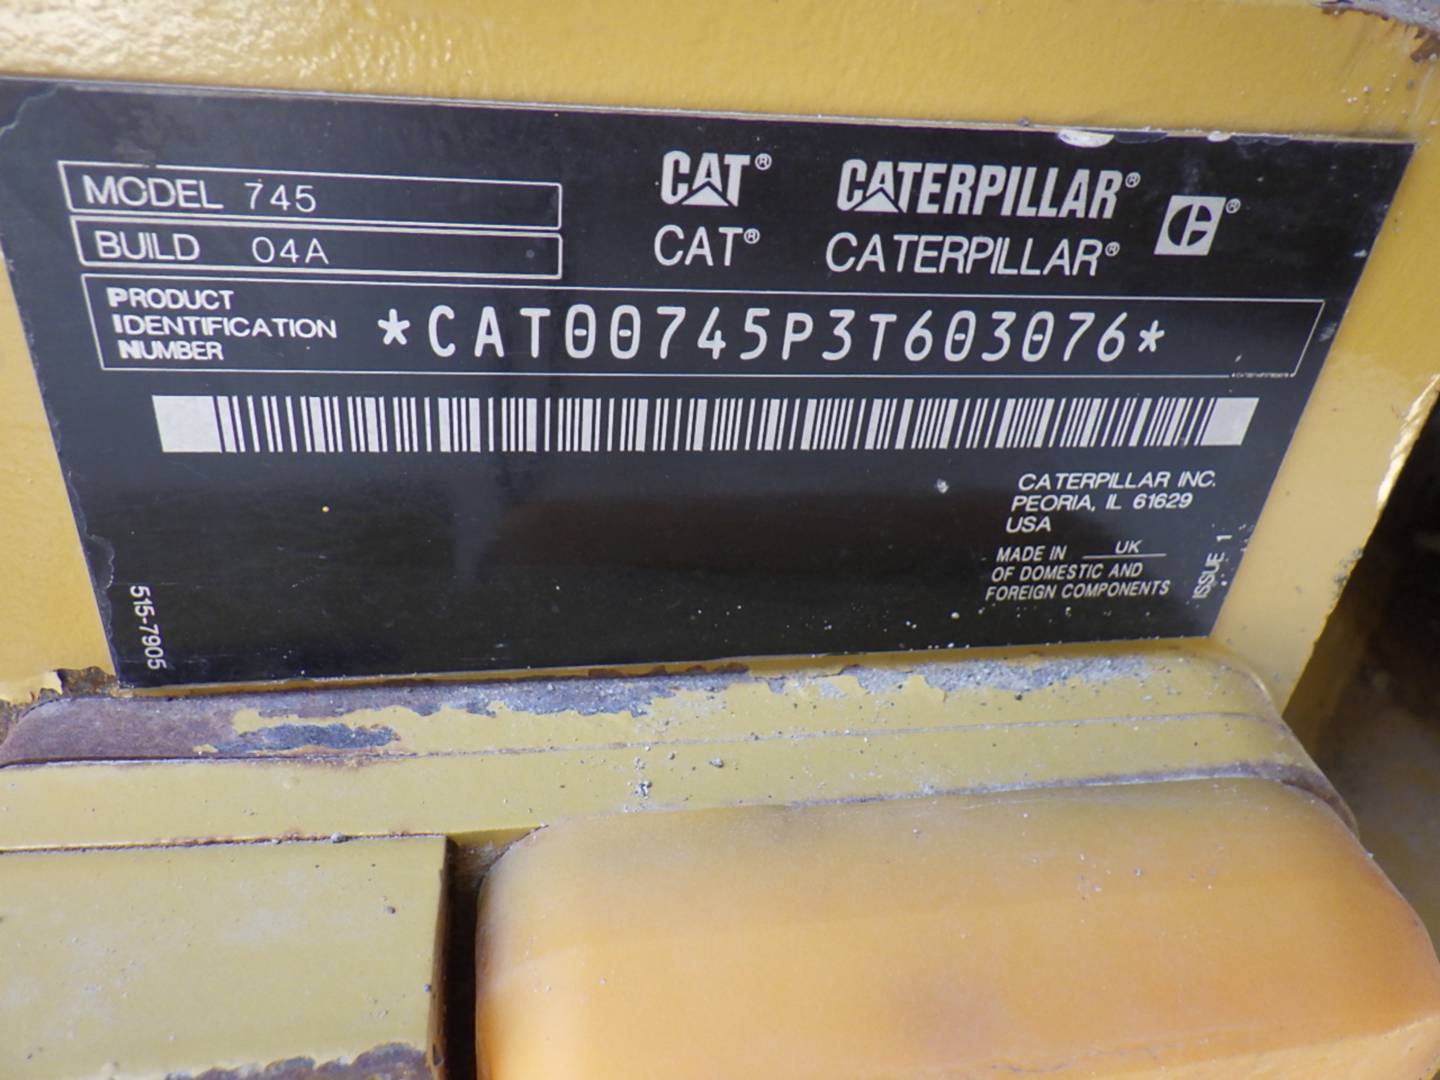 MODEL 745
BUILD 04A
CAT® CATERPILLAR® ®
CAT® CATERPILLAR®
PRODUCT
IDENTIFICATION
NUMBER
*CAT00745P3T603076*
CATERPILLAR INC.
PEORIA, IL 61629
USA
MADE IN UK
OF DOMESTIC AND
FOREIGN COMPONENTS
ISSUE 1
515-7905